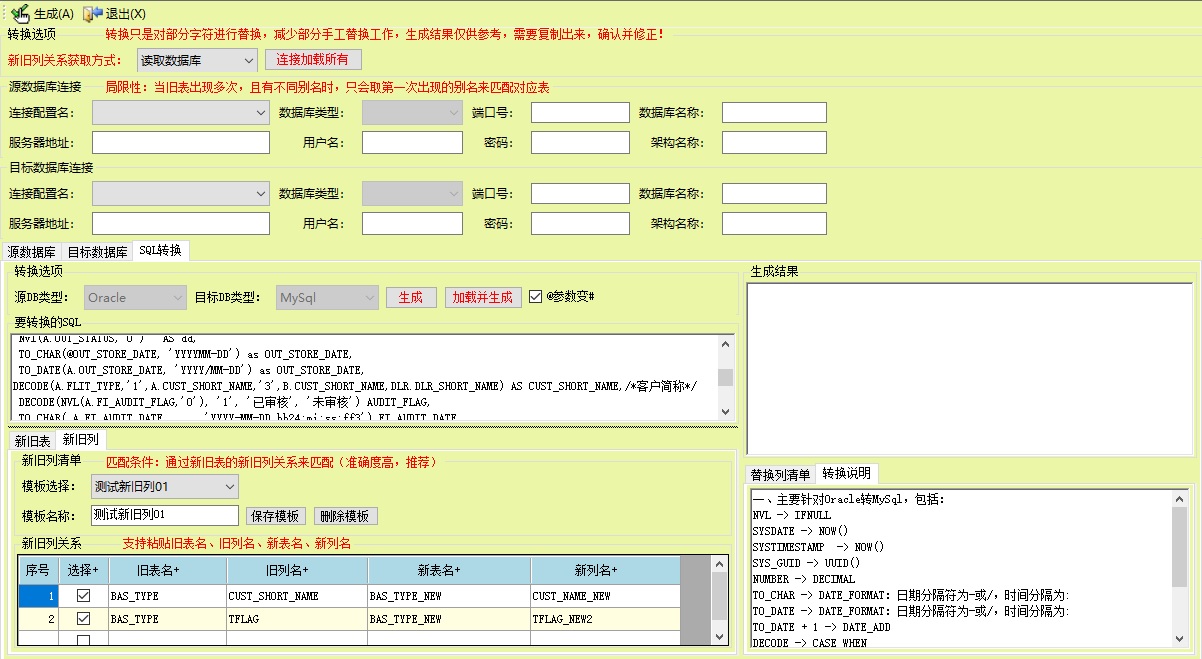 生成(A) 退出(X)
转换选项 转换只是对部分字符进行替换，减少部分手工替换工作，生成结果仅供参考，需要复制出来，确认并修正！
新旧列关系获取方式： 读取数据库 连接加载所有
源数据库连接 局限性：当旧表出现多次，且有不同别名时，只会取第一次出现的别名来匹配对应表
连接配置名： 数据库类型： 端口号： 数据库名称：
服务器地址： 用户名： 密码： 架构名称：
目标数据库连接
连接配置名： 数据库类型： 端口号： 数据库名称：
服务器地址： 用户名： 密码： 架构名称：
源数据库 目标数据库 SQL转换
转换选项
源DB类型： Oracle 目标DB类型： MySql 生成 加载并生成 @参数变#
要转换的SQL
NVL(A.OUT_STATUS,'0') AS dd,
TO_CHAR(@OUT_STORE_DATE, 'YYYYMM-DD') as OUT_STORE_DATE,
TO_DATE(A.OUT_STORE_DATE, 'YYYY/MM-DD') as OUT_STORE_DATE,
DECODE(A.FLIT_TYPE,'1',A.CUST_SHORT_NAME,'3',B.CUST_SHORT_NAME,DLR.DLR_SHORT_NAME) AS CUST_SHORT_NAME,/*客户简称*/
DECODE(NVL(A.FI_AUDIT_FLAG,'0'), '1', '已审核', '未审核') AUDIT_FLAG,
TO_CHAR( A.FI_AUDIT_DATE, 'YYYY-MM-DD hh24:mi:ss:ff3') FI_AUDIT_DATE
新旧表 新旧列
新旧列清单 匹配条件：通过新旧表的新旧列关系来匹配（准确度高，推荐）
模板选择： 测试新旧列01
模板名称： 测试新旧列01 保存模板 删除模板
新旧列关系 支持粘贴旧表名、旧列名、新表名、新列名
序号 选择+ 旧表名+ 旧列名+ 新表名+ 新列名+
1 BAS_TYPE CUST_SHORT_NAME BAS_TYPE_NEW CUST_NAME_NEW
2 BAS_TYPE TFLAG BAS_TYPE_NEW TFLAG_NEW2
生成结果
替换列清单 转换说明
一、主要针对Oracle转MySql，包括：
NVL -> IFNULL
SYSDATE -> NOW()
SYSTIMESTAMP -> NOW()
SYS_GUID -> UUID()
NUMBER -> DECIMAL
TO_CHAR -> DATE_FORMAT：日期分隔符为-或/，时间分隔为:
TO_DATE -> DATE_FORMAT：日期分隔符为-或/，时间分隔为:
TO_DATE + 1 -> DATE_ADD
DECODE -> CASE WHEN